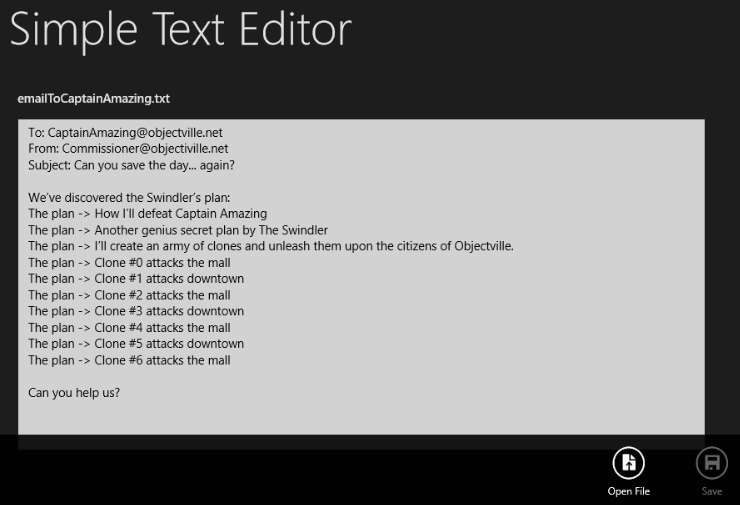 Simple Text Editor
emailToCaptainAmazing.txt
To: CaptainAmazing@objectville.net
From: Commissioner@objectiville.net
Subject: Can you save the day... again?
We've discovered the Swindler's plan:
The plan -> How I'll defeat Captain Amazing
The plan -> Another genius secret plan by The Swindler
The plan -> I'll create an army of clones and unleash them upon the citizens of Objectville.
The plan -> Clone #0 attacks the mall
The plan -> Clone #1 attacks downtown
The plan -> Clone #2 attacks the mall
The plan -> Clone #3 attacks downtown
The plan -> Clone #4 attacks the mall
The plan -> Clone #5 attacks downtown
The plan -> Clone #6 attacks the mall
Can you help us?
Open File
Save